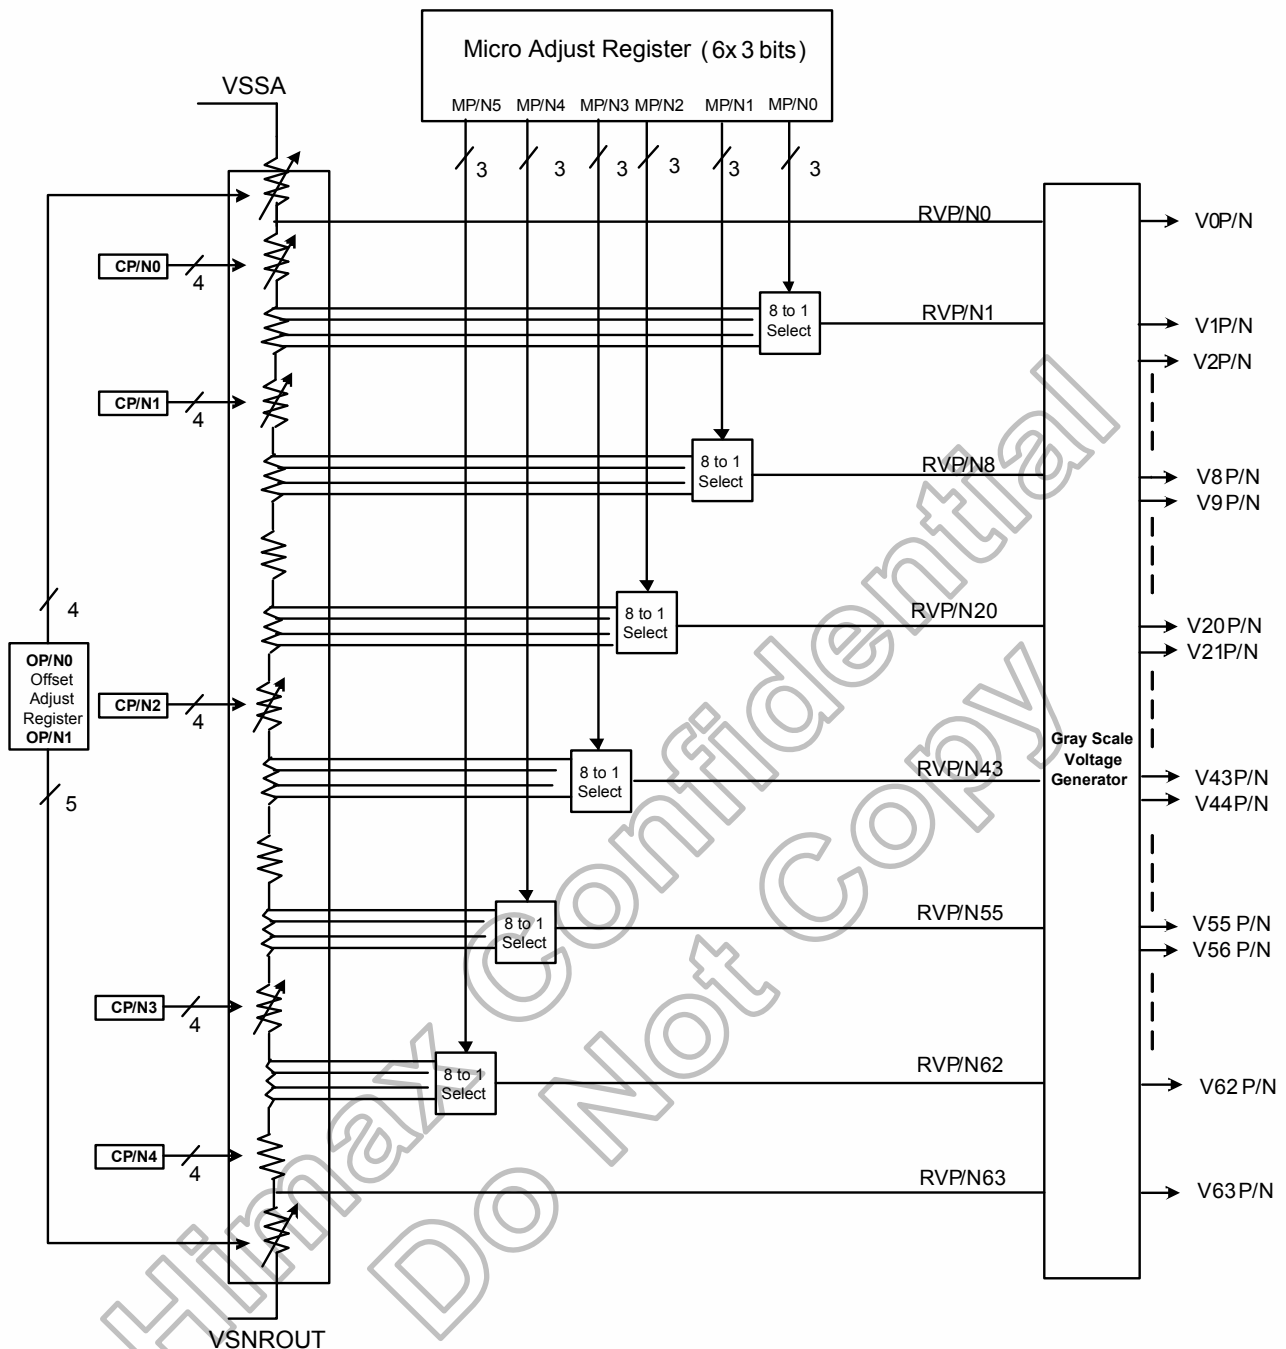 Micro Adjust Register (6x 3 bits)
MP/N5 MP/N4 MP/N3 MP/N2 MP/N1 MP/N0
3 3 3 3 3 3
VSSA
RVP/N0
V0P/N
CP/N0
4
8 to 1
Select
RVP/N1
V1P/N
V2P/N
CP/N1
4
8 to 1
Select
RVP/N8
V8P/N
V9P/N
4
8 to 1
Select
RVP/N20
V20P/N
V21P/N
OP/N0
Offset
Adjust
Register
OP/N1
CP/N2
4
5
8 to 1
Select
RVP/N43
Gray Scale
Voltage
Generator
V43P/N
V44P/N
8 to 1
Select
RVP/N55
V55 P/N
V56 P/N
CP/N3
4
8 to 1
Select
RVP/N62
V62 P/N
CP/N4
4
RVP/N63
V63P/N
VSNROUT
Himax Confidential
Do Not Copy